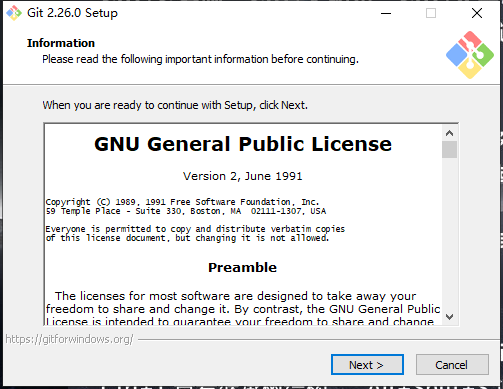 Git 2.26.0 Setup
Information
Please read the following important information before continuing.
When you are ready to continue with Setup, click Next.
GNU General Public License
Version 2, June 1991
Copyright (C) 1989, 1991 Free Software Foundation, Inc.
59 Temple Place - Suite 330, Boston, MA  02111-1307, USA
Everyone is permitted to copy and distribute verbatim copies
of this license document, but changing it is not allowed.
Preamble
The licenses for most software are designed to take away your
freedom to share and change it. By contrast, the GNU General Public
License is intended to guarantee your freedom to share and change
https://gitforwindows.org/
Next >
Cancel